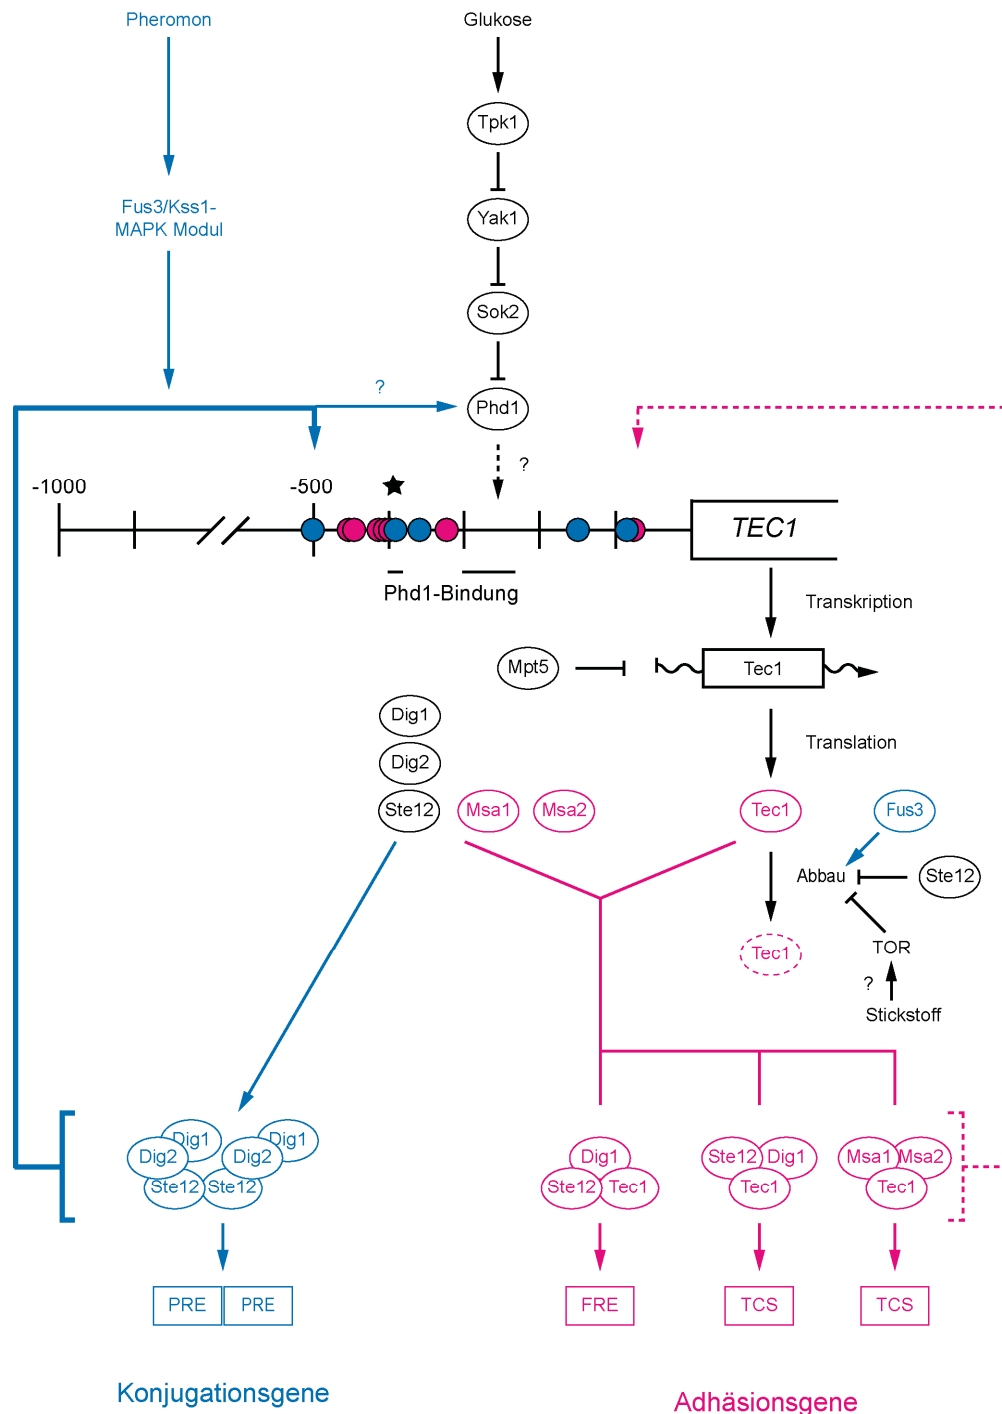 Pheromon
Glukose
Tpk1
Fus3/Kss1-
MAPK Modul
Yak1
Sok2
?
Phd1
?
-1000
-500
TEC1
Phd1-Bindung
Transkription
Mpt5
Tec1
Dig1
Translation
Dig2
Ste12
Msa1
Msa2
Tec1
Fus3
Abbau
Ste12
Tec1
TOR
?
Stickstoff
Dig1
Dig1
Dig2
Dig2
Ste12
Ste12
Dig1
Ste12
Tec1
Ste12
Dig1
Tec1
Msa1
Msa2
Tec1
PRE
PRE
FRE
TCS
TCS
Konjugationsgene
Adhäsionsgene